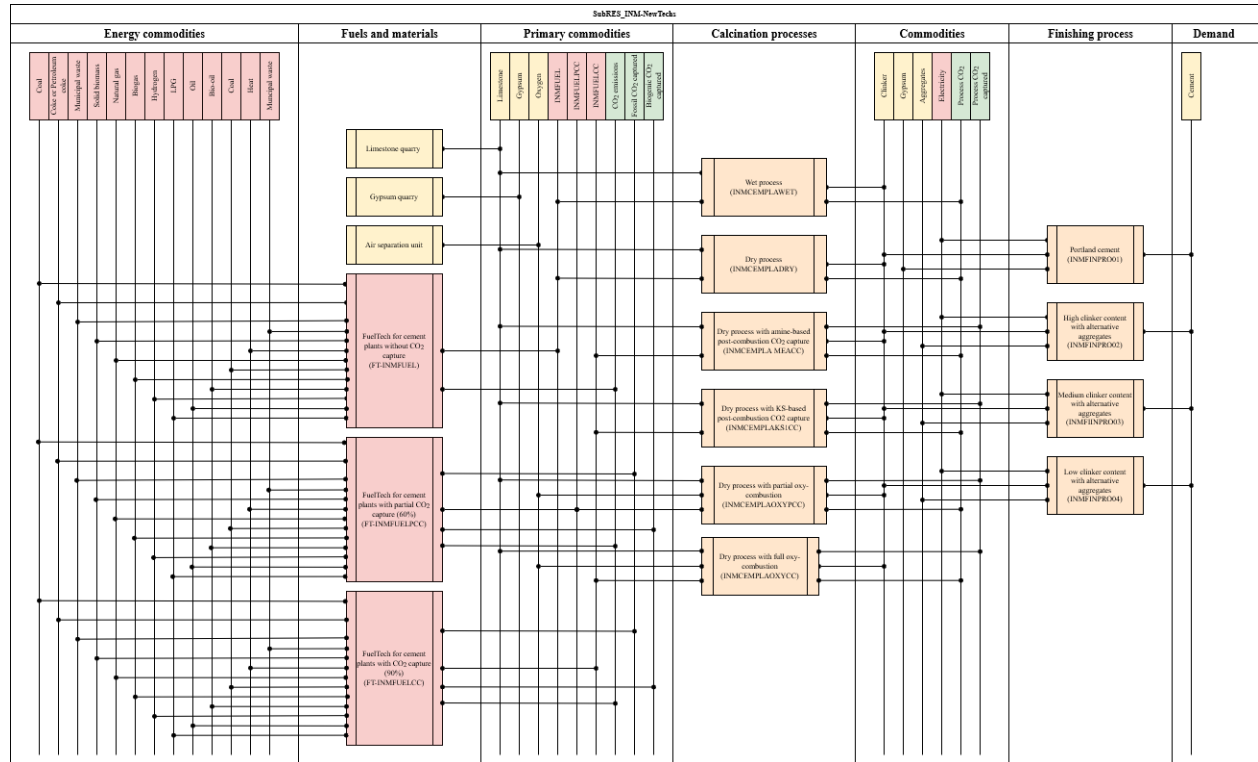 SubRES_INM-NewTechs
Energy commodities
Fuels and materials
Primary commodities
Calcination processes
Commodities
Finishing process
Demand
Coal
Coke or Petroleum
coke
Municipal waste
Solid biomass
Natural gas
Biogas
Hydrogen
LPG
Oil
Bio-oil
Coal
Heat
Muncipal waste
Limestone
Gypsum
Oxygen
INMFUEL
INMFUELPCC
INMFUELCC
CO2 emissions
Fossil CO2 captured
Biogenic CO2
captured
Clinker
Gypsum
Aggregates
Electricity
Process CO2
Process CO2
captured
Cement
Limestone quarry
Gypsum quarry
Air separation unit
FuelTech for cement
plants without CO2
capture
(FT-INMFUEL)
FuelTech for cement
plants with partial CO2
capture (60%)
(FT-INMFUELPCC)
FuelTech for cement
plants with CO2 capture
(90%)
(FT-INMFUELCC)
Wet process
(INMCEMPLAWET)
Dry process
(INMCEMPLADRY)
Dry process with amine-based
post-combustion CO2 capture
(INMCEMPLA MEACC)
Dry process with KS-based
post-combustion CO2 capture
(INMCEMPLAKS1CC)
Dry process with partial oxy-
combustion
(INMCEMPLAOXYPCC)
Dry process with full oxy-
combustion
(INMCEMPLAOXYCC)
Portland cement
(INMFINPRO01)
High clinker content
with alternative
aggregates
(INMFINPRO02)
Medium clinker content
with alternative
aggregates
(INMFIINPRO03)
Low clinker content
with alternative
aggregates
(INMFINPRO04)